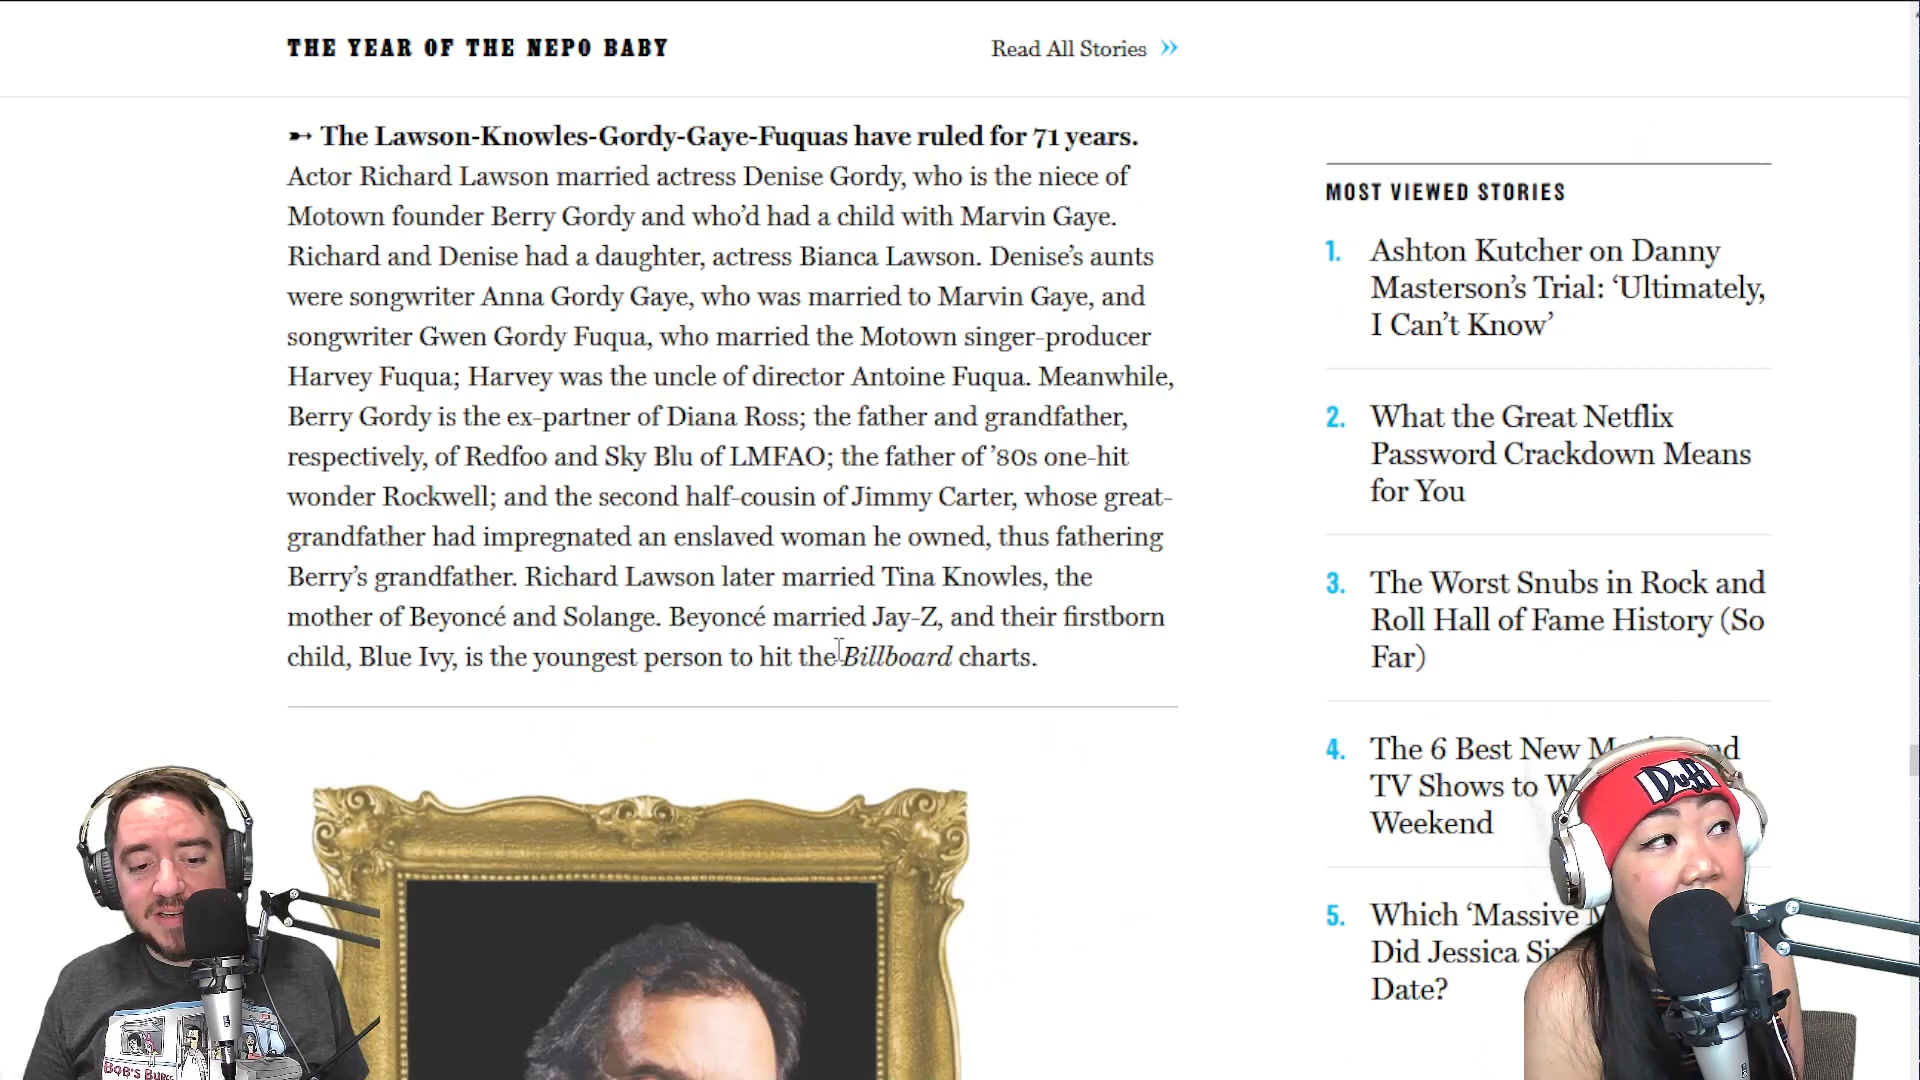 THE YEAR OF THE NEPO BABY
Read All Stories »
➸ The Lawson-Knowles-Gordy-Gaye-Fuquas have ruled for 71 years.
Actor Richard Lawson married actress Denise Gordy, who is the niece of
Motown founder Berry Gordy and who’d had a child with Marvin Gaye.
Richard and Denise had a daughter, actress Bianca Lawson. Denise’s aunts
were songwriter Anna Gordy Gaye, who was married to Marvin Gaye, and
songwriter Gwen Gordy Fuqua, who married the Motown singer-producer
Harvey Fuqua; Harvey was the uncle of director Antoine Fuqua. Meanwhile,
Berry Gordy is the ex-partner of Diana Ross; the father and grandfather,
respectively, of Redfoo and Sky Blu of LMFAO; the father of ’80s one-hit
wonder Rockwell; and the second half-cousin of Jimmy Carter, whose great-
grandfather had impregnated an enslaved woman he owned, thus fathering
Berry’s grandfather. Richard Lawson later married Tina Knowles, the
mother of Beyoncé and Solange. Beyoncé married Jay-Z, and their firstborn
child, Blue Ivy, is the youngest person to hit the Billboard charts.
MOST VIEWED STORIES
1. Ashton Kutcher on Danny
Masterson’s Trial: ‘Ultimately,
I Can’t Know’
2. What the Great Netflix
Password Crackdown Means
for You
3. The Worst Snubs in Rock and
Roll Hall of Fame History (So
Far)
4. The 6 Best New
TV Shows to
Weekend
5. Which ‘Massive
Did Jessica
Date?
Duff
BOB'S